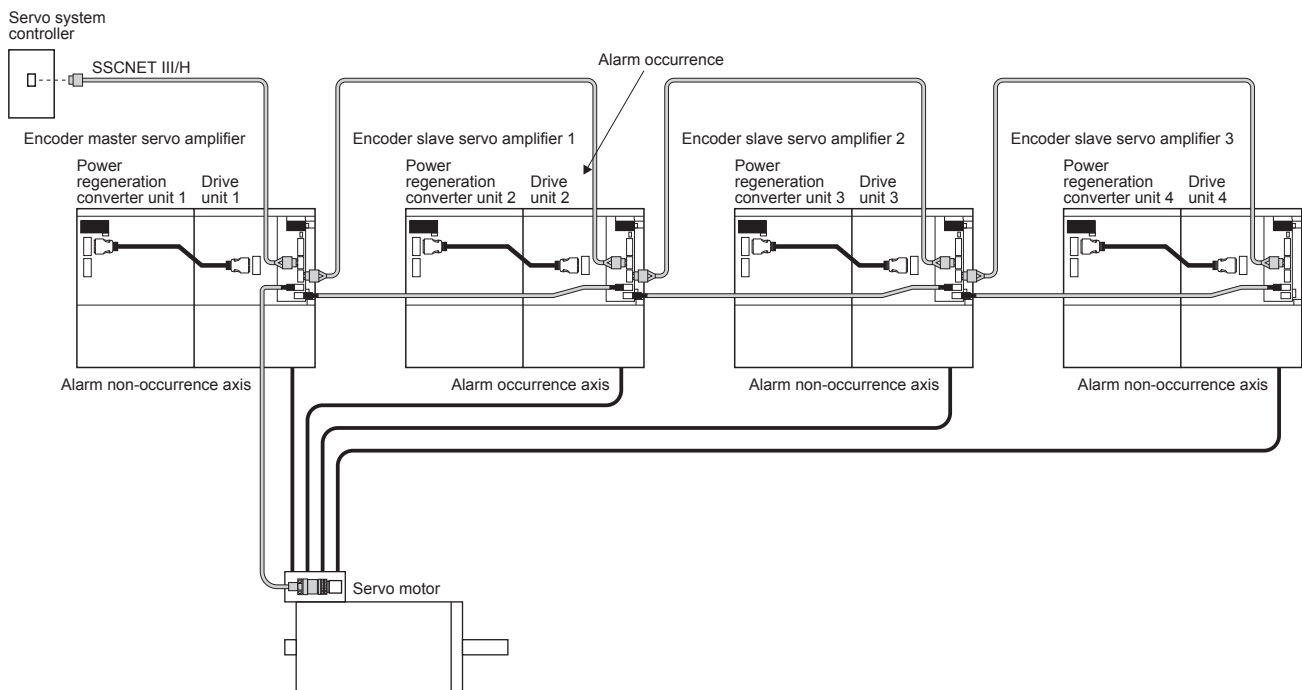 Servo system
controller
SSCNET III/H
Alarm occurrence
Encoder master servo amplifier
Encoder slave servo amplifier 1
Encoder slave servo amplifier 2
Encoder slave servo amplifier 3
Power
regeneration
converter unit 1
Drive
unit 1
Power
regeneration
converter unit 2
Drive
unit 2
Power
regeneration
converter unit 3
Drive
unit 3
Power
regeneration
converter unit 4
Drive
unit 4
Alarm non-occurrence axis
Alarm occurrence axis
Alarm non-occurrence axis
Alarm non-occurrence axis
Servo motor